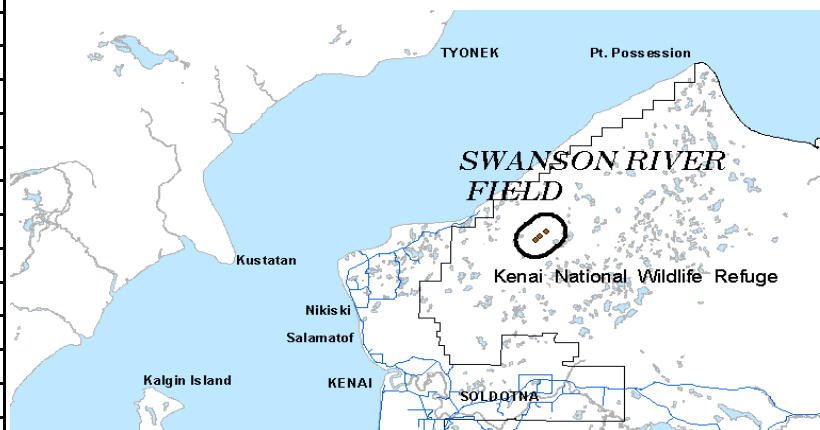 TYONEK
Pt. Possession
SWANSON RIVER
FIELD
Kustatan
Kenai National Wildlife Refuge
Nikiski
Salamatof
Kalgin Island
KENAI
SOLDOTNA